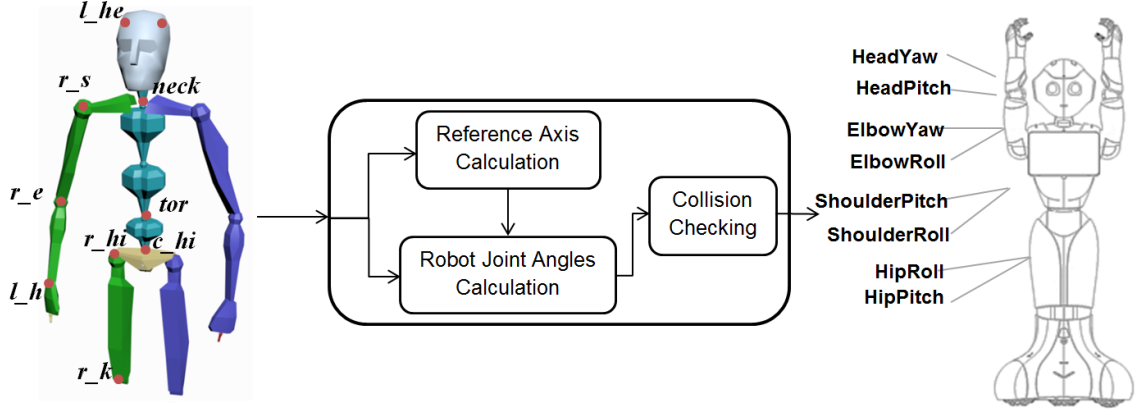 l_he
r_s
neck
r_e
tor
r_hi
c_hi
l_h
r_k
Reference Axis
Calculation
Robot Joint Angles
Calculation
Collision
Checking
HeadYaw
HeadPitch
ElbowYaw
ElbowRoll
ShoulderPitch
ShoulderRoll
HipRoll
HipPitch